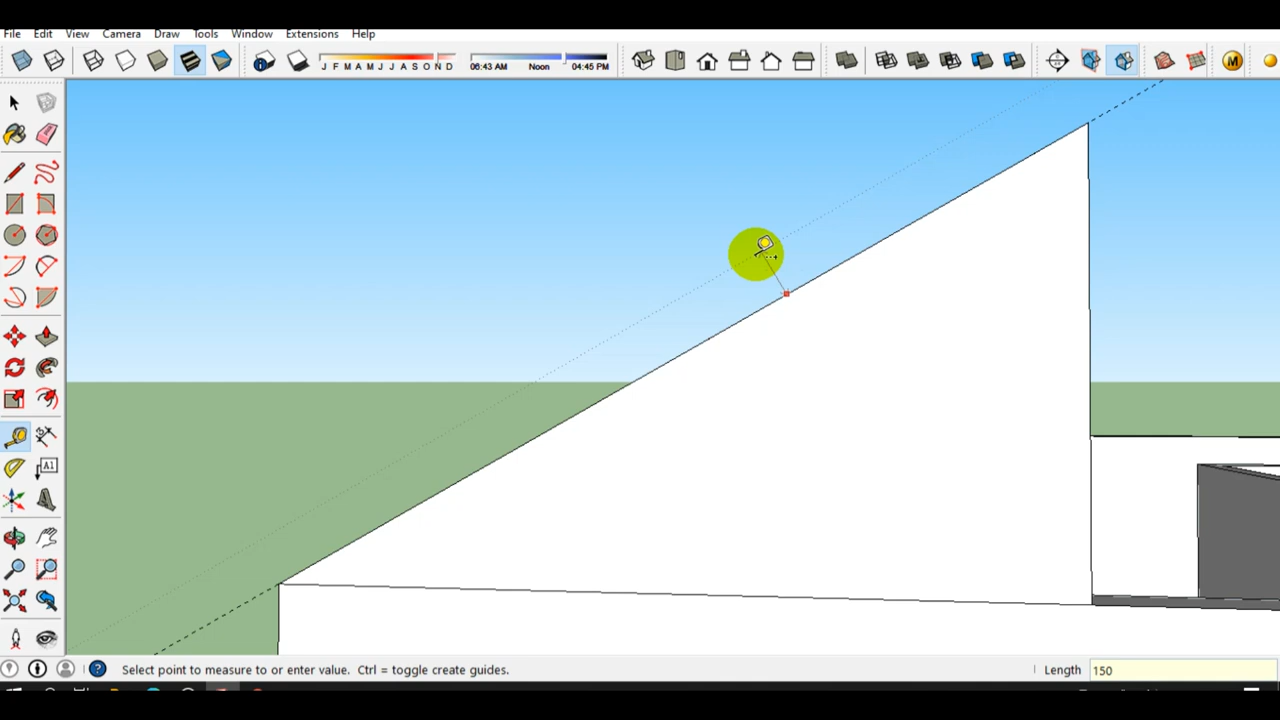 File Edit View Camera Draw Tools Window Extensions Help
J F M A M J J A S O N D 06:43 AM Noon 04:45 PM
M
A1
Select point to measure to or enter value. Ctrl = toggle create guides. Length 150